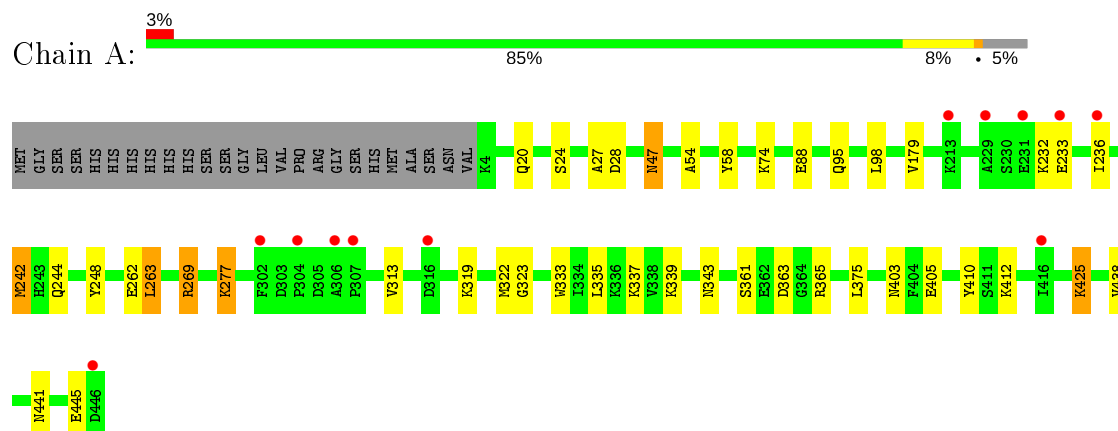 3%
Chain A:
85% 8% • 5%
MET GLY SER SER HIS HIS HIS HIS HIS HIS SER SER GLY LEU VAL PRO ARG GLY SER HIS MET ALA SER ASN VAL K4 Q20 S24 A27 D28 N47 A54 Y58 K74 E88 Q95 L98 V179 K213 A229 S230 E231 K232 E233 I236
M242 H243 Q244 Y248 E262 L263 R269 K277 F302 D303 P304 D305 A306 P307 V313 D316 K319 M322 G323 W333 I334 L335 K336 K337 V338 K339 N343 S361 E362 D363 G364 R365 L375 N403 F404 E405 Y410 S411 K412 I416 K425 V438
N441 E445 D446